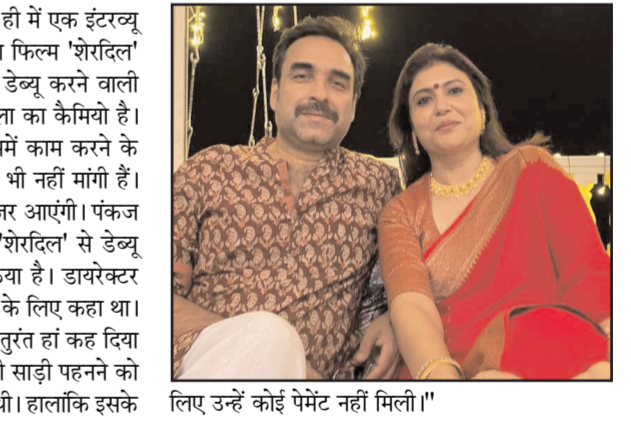 ही में एक इंटरव्यू
फिल्म 'शेरदिल'
डेब्यू करने वाली
का कैमियो है।
काम करने के
भी नहीं मांगी हैं।
आएंगी। पंकज
'शेरदिल' से डेब्यू
है। डायरेक्टर
के लिए कहा था।
तुरंत हां कह दिया
साड़ी पहनने को
थी। हालांकि इसके
लिए उन्हें कोई पेमेंट नहीं मिली।"